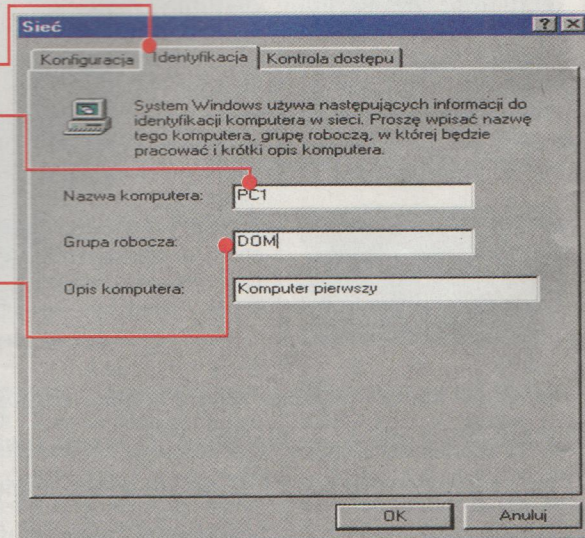 Sieć
Konfiguracja Identyfikacja Kontrola dostępu
System Windows używa następujących informacji do
identyfikacji komputera w sieci. Proszę wpisać nazwę
tego komputera, grupę roboczą, w której będzie
pracować i krótki opis komputera.
Nazwa komputera: PC1
Grupa robocza: DOM
Opis komputera: Komputer pierwszy
OK Anuluj